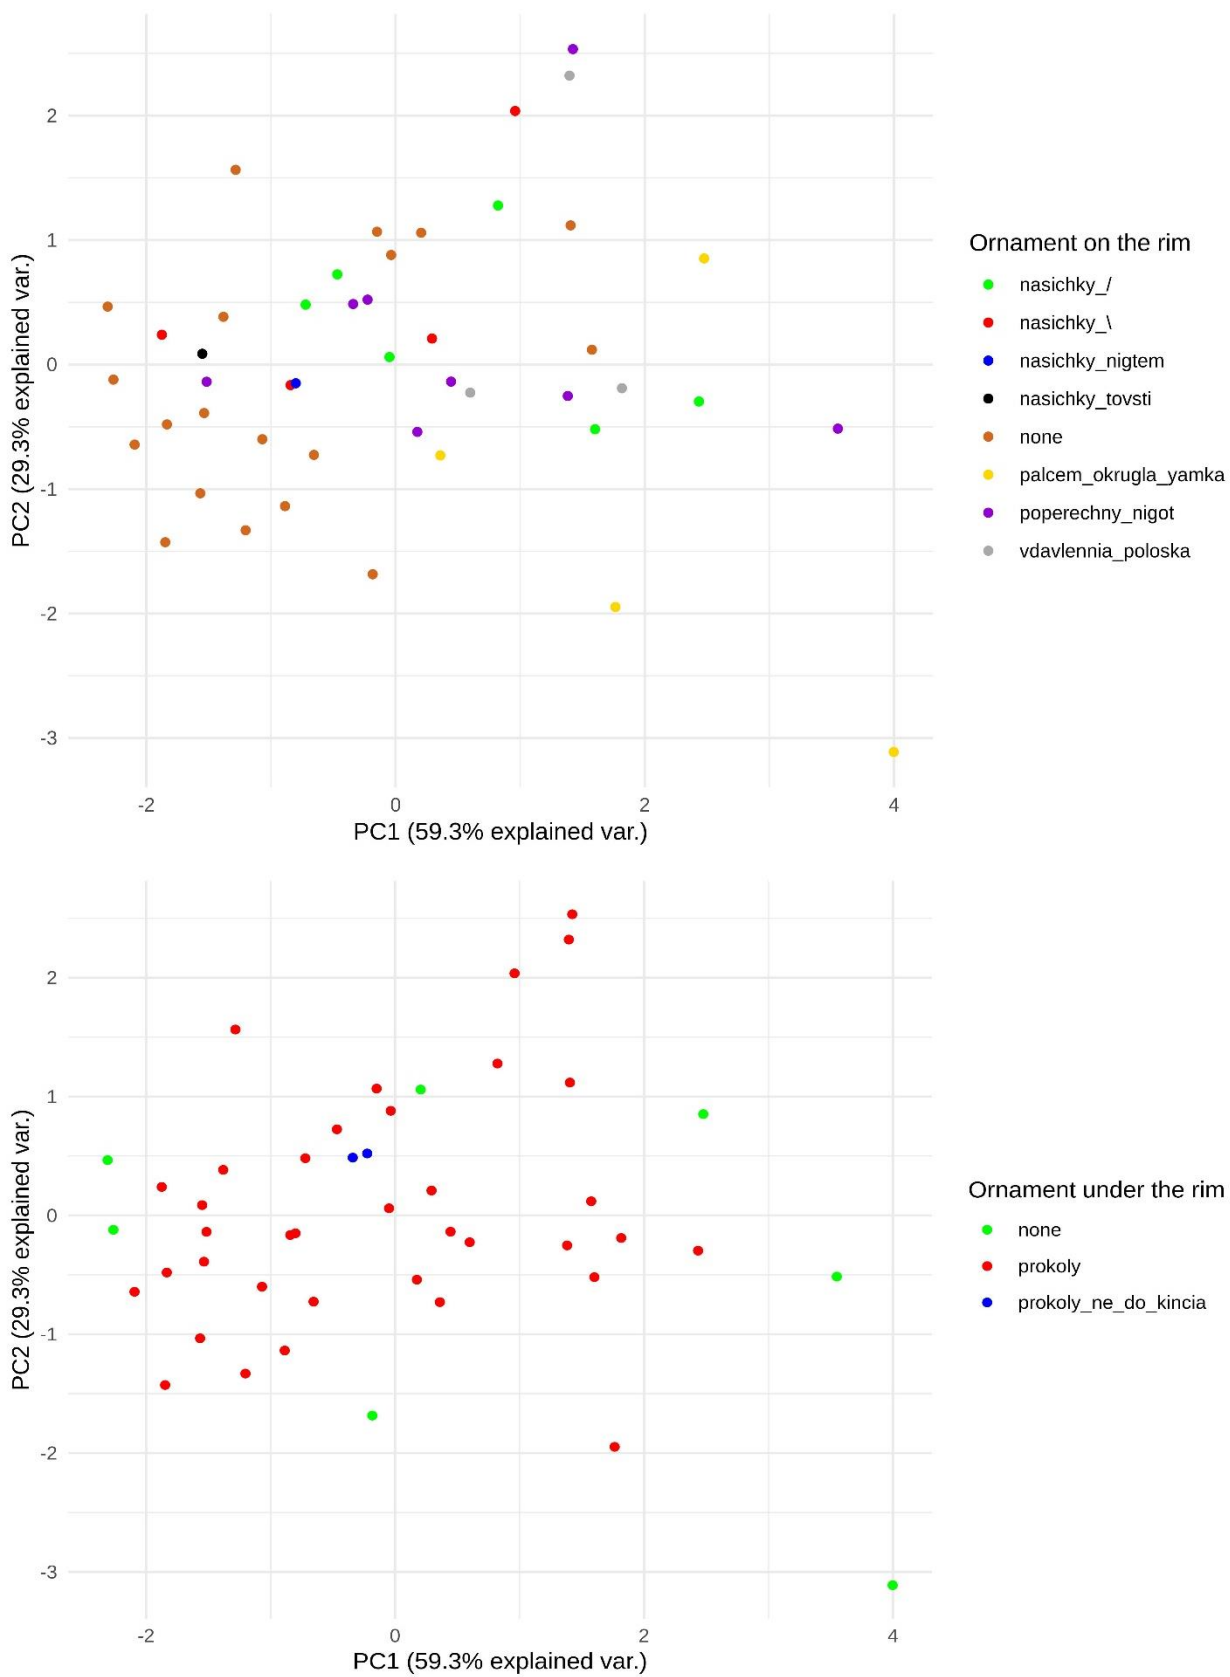 2
1
0
-1
-2
-3
PC2 (29.3% explained var.)
-2 0 2 4
PC1 (59.3% explained var.)
Ornament on the rim
nasichky_/
nasichky_\
nasichky_nigtem
nasichky_tovsti
none
palcem_okrugla_yamka
poperechny_nigot
vdavlennia_poloska
2
1
0
-1
-2
-3
PC2 (29.3% explained var.)
-2 0 2 4
PC1 (59.3% explained var.)
Ornament under the rim
none
prokoly
prokoly_ne_do_kincia